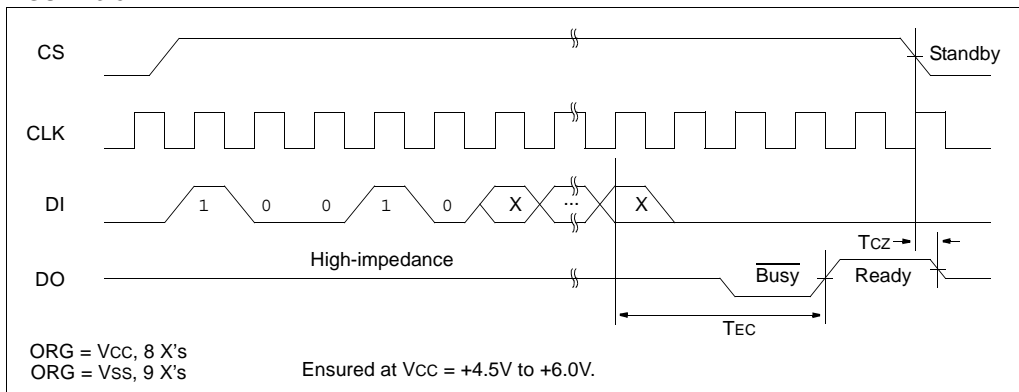 CS
Standby
CLK
DI 1 0 0 1 0 X ... X
TCZ
High-impedance
DO Busy Ready
TEC
ORG = VCC, 8 X's
ORG = VSS, 9 X's
Ensured at VCC = +4.5V to +6.0V.